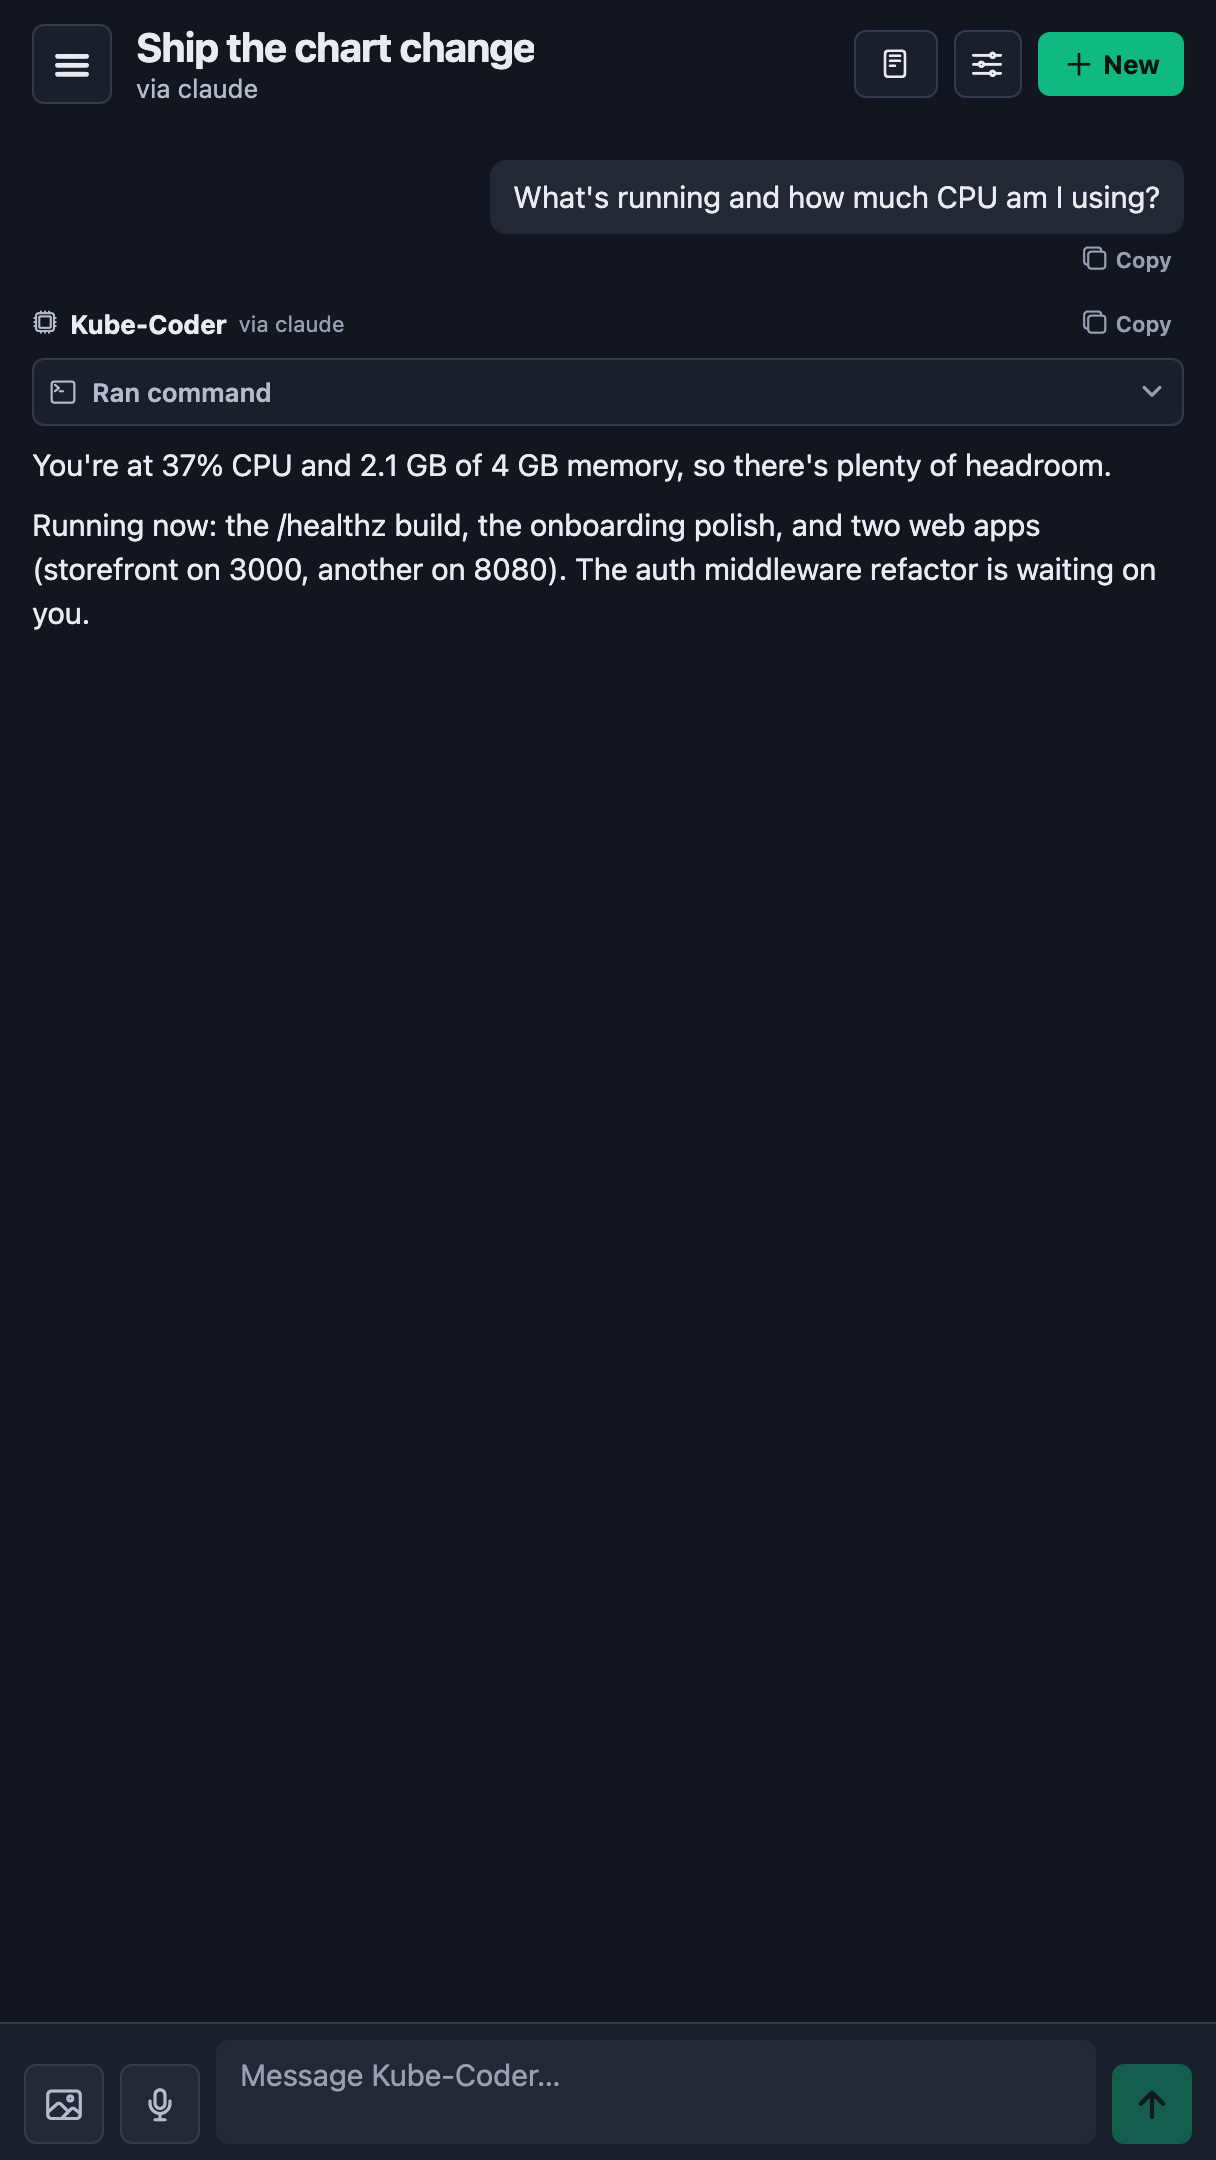 Ship the chart change
via claude
New
What's running and how much CPU am I using?
Copy
Kube-Coder via claude
Copy
Ran command
You're at 37% CPU and 2.1 GB of 4 GB memory, so there's plenty of headroom.
Running now: the /healthz build, the onboarding polish, and two web apps
(storefront on 3000, another on 8080). The auth middleware refactor is waiting on
you.
Message Kube-Coder...